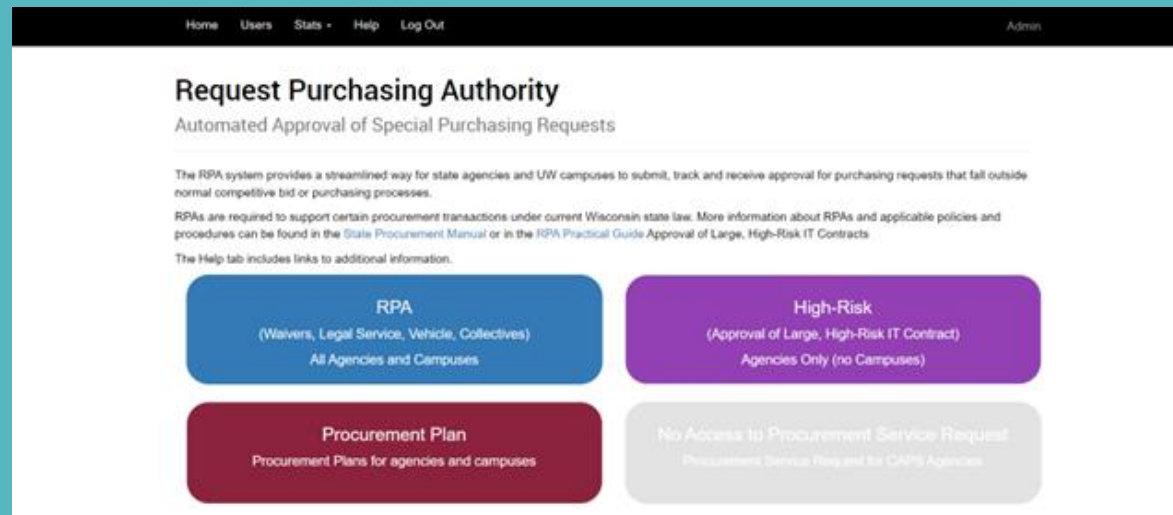 Home Users Stats Help Log Out Admin
Request Purchasing Authority
Automated Approval of Special Purchasing Requests
The RPA system provides a streamlined way for state agencies and UW campuses to submit, track and receive approval for purchasing requests that fall outside
normal competitive bid or purchasing processes.
RPAs are required to support certain procurement transactions under current Wisconsin state law. More information about RPAs and applicable policies and
procedures can be found in the State Procurement Manual or in the RPA Practical Guide Approval of Large, High-Risk IT Contracts
The Help tab includes links to additional information.
RPA
(Waivers, Legal Service, Vehicle, Collectives)
All Agencies and Campuses
High-Risk
(Approval of Large, High-Risk IT Contract)
Agencies Only (no Campuses)
Procurement Plan
Procurement Plans for agencies and campuses
No Access to Procurement Service Request
Procurement Service Request for CAPS Agencies